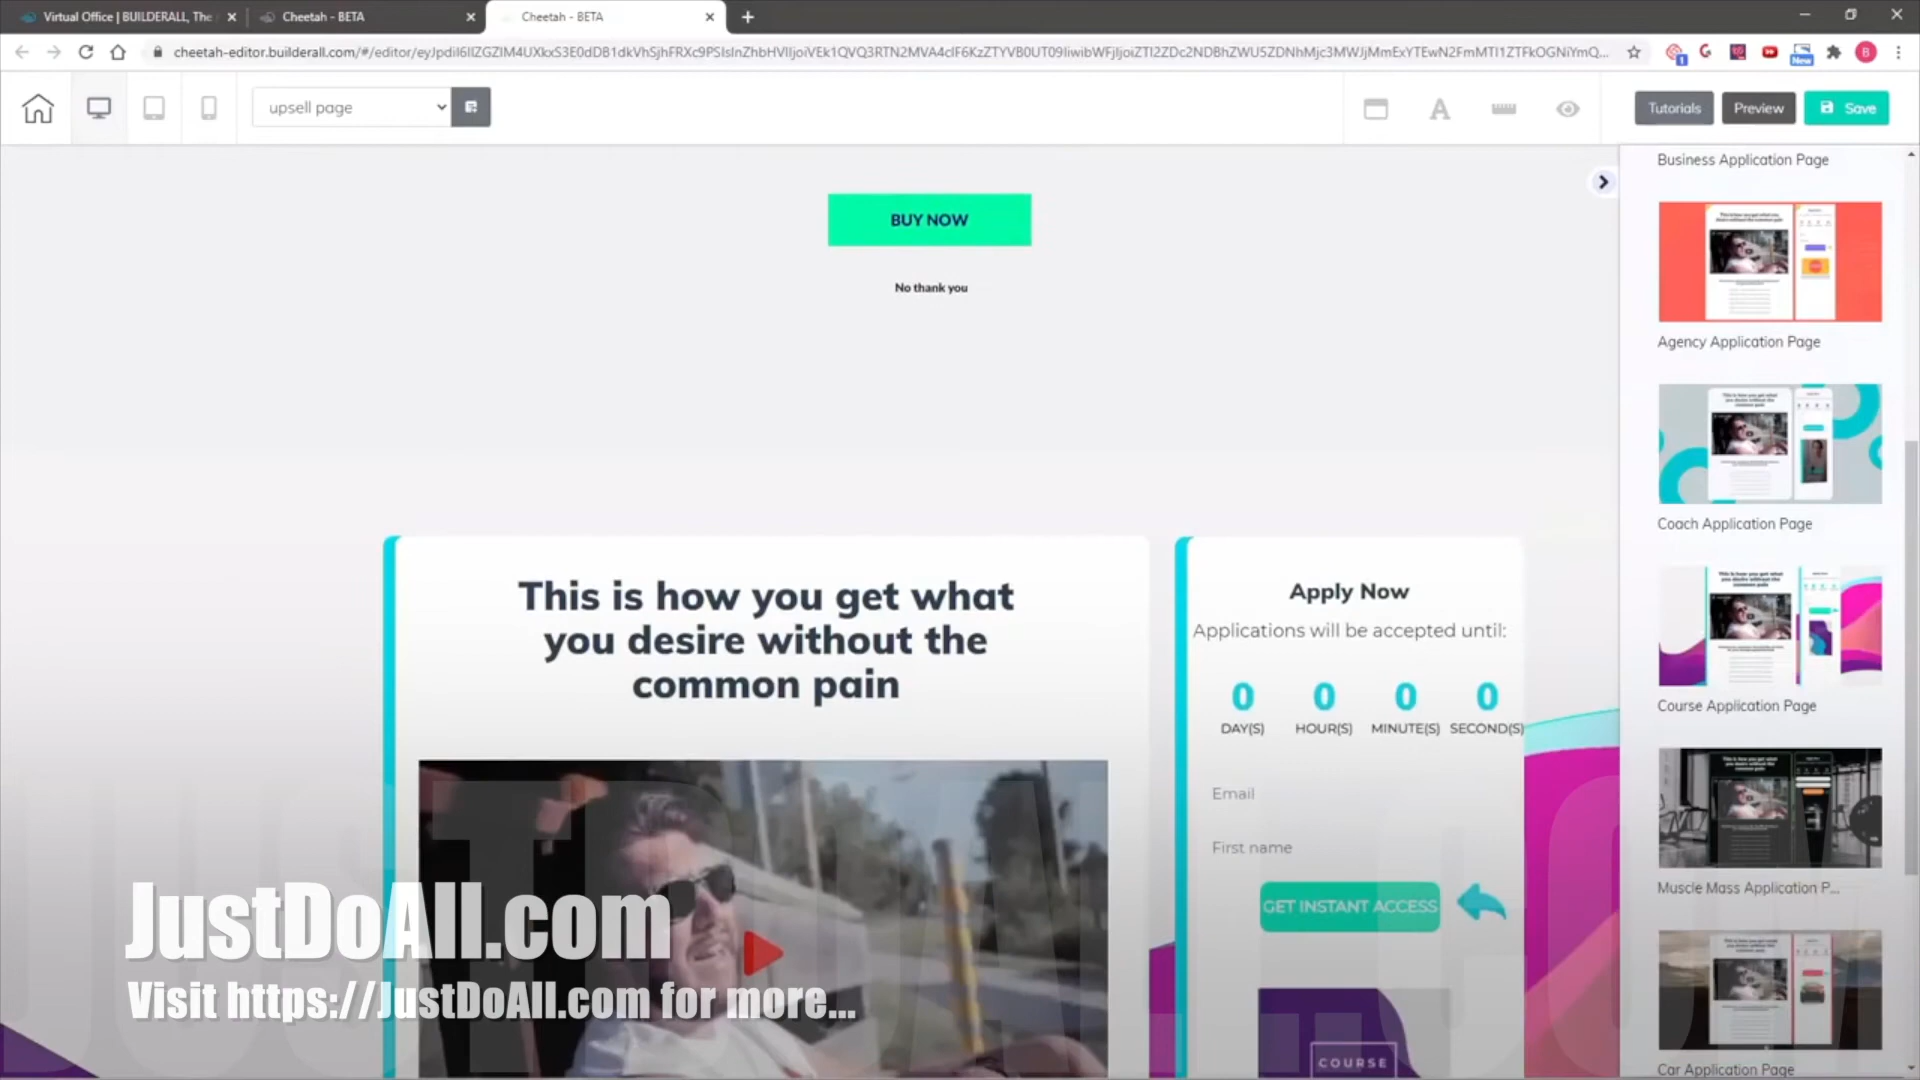 Virtual Office | BUILDERALL, The
Cheetah - BETA
Cheetah - BETA
upsell page
Tutorials
Preview
Save
BUY NOW
No thank you
This is how you get what
you desire without the
common pain
Apply Now
Applications will be accepted until:
0 0 0 0
DAY(S) HOUR(S) MINUTE(S) SECOND(S)
Email
First name
GET INSTANT ACCESS
COURSE
Business Application Page
Agency Application Page
Coach Application Page
Course Application Page
Muscle Mass Application P...
Car Application Page
JustDoAll.com
Visit https://JustDoAll.com for more...